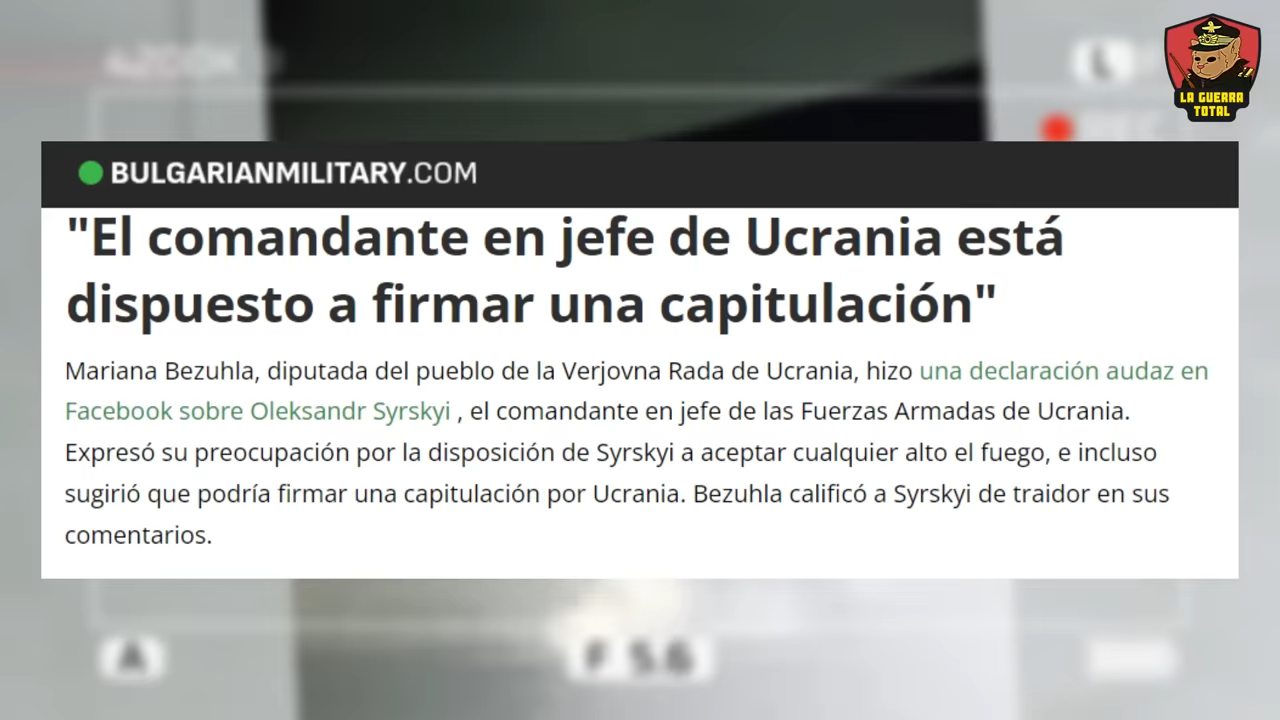 LA GUERRA
TOTAL
BULGARIANMILITARY.COM
"El comandante en jefe de Ucrania está
dispuesto a firmar una capitulación"
Mariana Bezuhla, diputada del pueblo de la Verjovna Rada de Ucrania, hizo una declaración audaz en
Facebook sobre Oleksandr Syrskyi , el comandante en jefe de las Fuerzas Armadas de Ucrania.
Expresó su preocupación por la disposición de Syrskyi a aceptar cualquier alto el fuego, e incluso
sugirió que podría firmar una capitulación por Ucrania. Bezuhla calificó a Syrskyi de traidor en sus
comentarios.
A
F 5.6